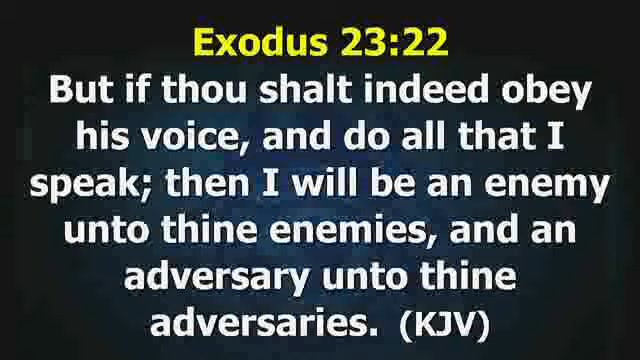 Exodus 23:22
But if thou shalt indeed obey
his voice, and do all that I
speak; then I will be an enemy
unto thine enemies, and an
adversary unto thine
adversaries. (KJV)